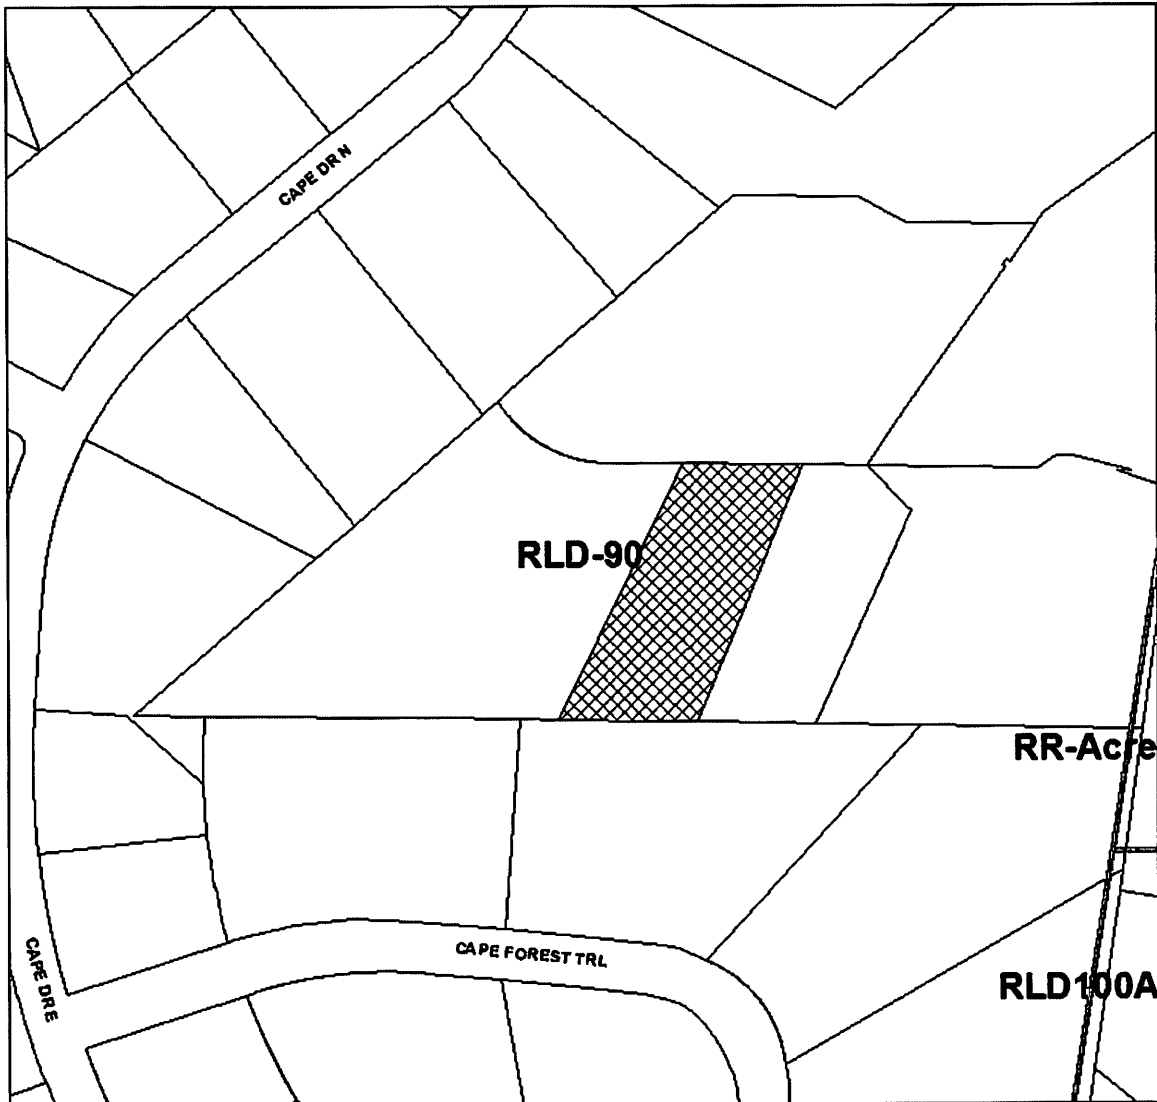 CAPE DR N
RLD-90
RR-Acre
CAPE DR E
CAPE FOREST TRL
RLD100A